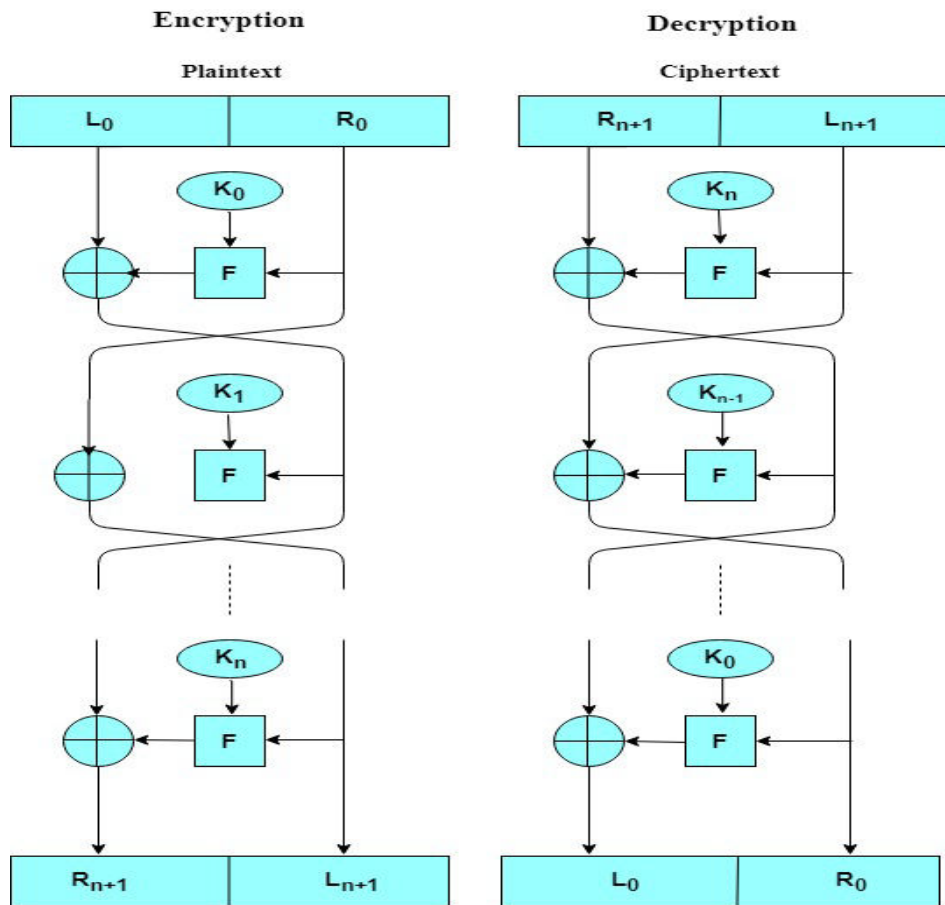 Encryption
Plaintext
L₀ R₀
K₀
F
K₁
F
Kₙ
F
Rₙ₊₁ Lₙ₊₁
Decryption
Ciphertext
Rₙ₊₁ Lₙ₊₁
Kₙ
F
Kₙ₋₁
F
K₀
F
L₀ R₀